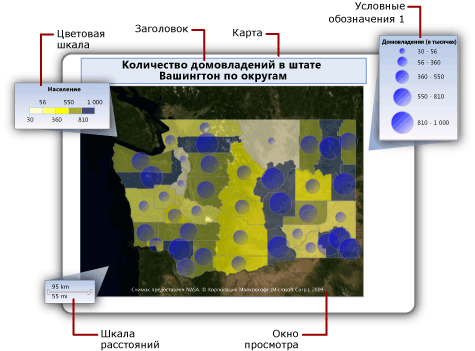 Условные
обозначения 1
Заголовок
Карта
Цветовая
шкала
Количество домовладений в штате
Вашингтон по округам
Домовладения (в тысячах)
30 - 56
56 - 360
360 - 550
550 - 810
810 - 1 000
Население
56 550 1 000
30 360 810
95 km
55 mi
Снимок предоставлен NASA, © Корпорация Майкрософт (Microsoft Corp.), 2009
Шкала
расстояний
Окно
просмотра